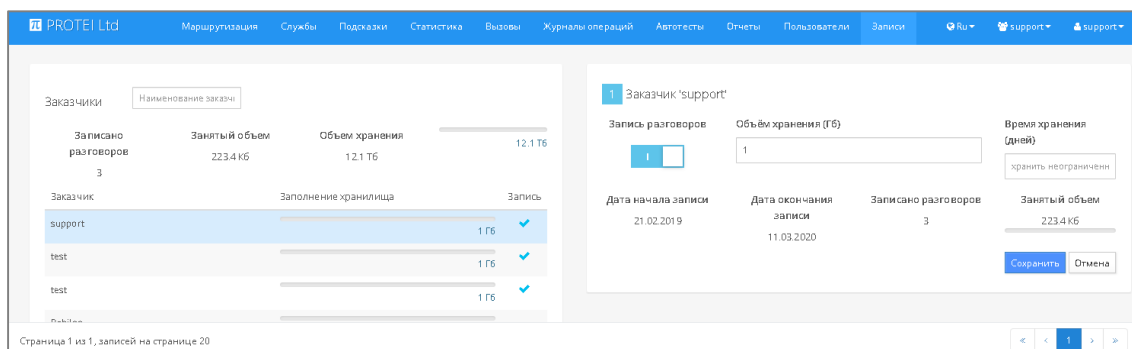 PROTEI Ltd Маршрутизация Службы Подсказки Статистика Вызовы Журналы операций Автотесты Отчеты Пользователи Записи Ru support support
Заказчики Наименование заказчи
Записано разговоров
3
Занятый объем
223.4 Кб
Объем хранения
12.1 Тб
12.1 Тб
Заказчик Заполнение хранилища Запись
support 1 Гб
test 1 Гб
test 1 Гб
1 Заказчик 'support'
Запись разговоров
I
Объём хранения (Гб)
1
Время хранения
(дней)
хранить неограниченн
Дата начала записи
21.02.2019
Дата окончания
записи
11.03.2020
Записано разговоров
3
Занятый объем
223.4 Кб
Сохранить Отмена
Страница 1 из 1, записей на странице 20
« < 1 > »